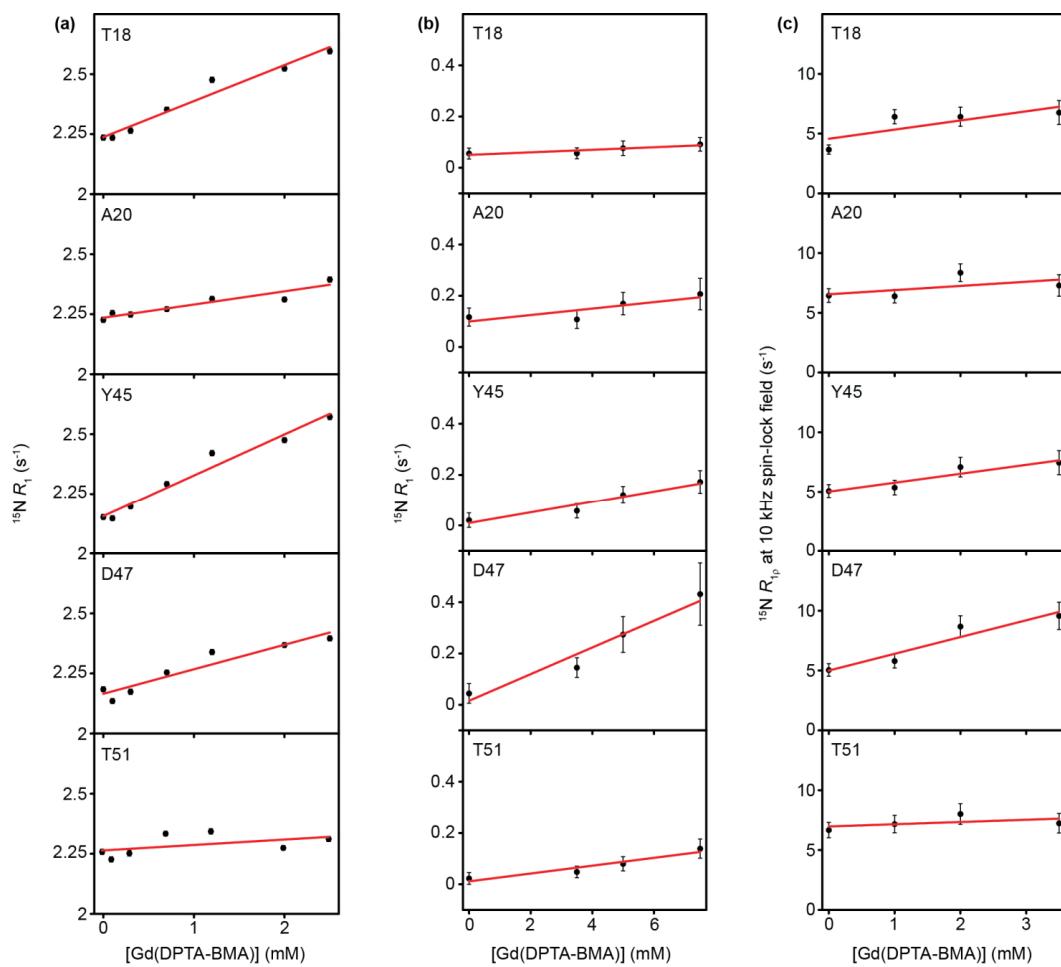 (a)
T18
2.5
2.25
2
A20
2.5
2.25
2
Y45
2.5
2.25
2
D47
2.5
2.25
2
T51
2.5
2.25
2
0 1 2
[Gd(DPTA-BMA)] (mM)
¹⁵N R₁ (s⁻¹)
(b)
T18
0.4
0.2
0
A20
0.4
0.2
0
Y45
0.4
0.2
0
D47
0.4
0.2
0
T51
0.4
0.2
0
0 2 4 6
[Gd(DPTA-BMA)] (mM)
¹⁵N R₁ (s⁻¹)
(c)
T18
10
5
0
A20
10
5
0
Y45
10
5
0
D47
10
5
0
T51
10
5
0
0 1 2 3
[Gd(DPTA-BMA)] (mM)
¹⁵N R₁ᵨ at 10 kHz spin-lock field (s⁻¹)